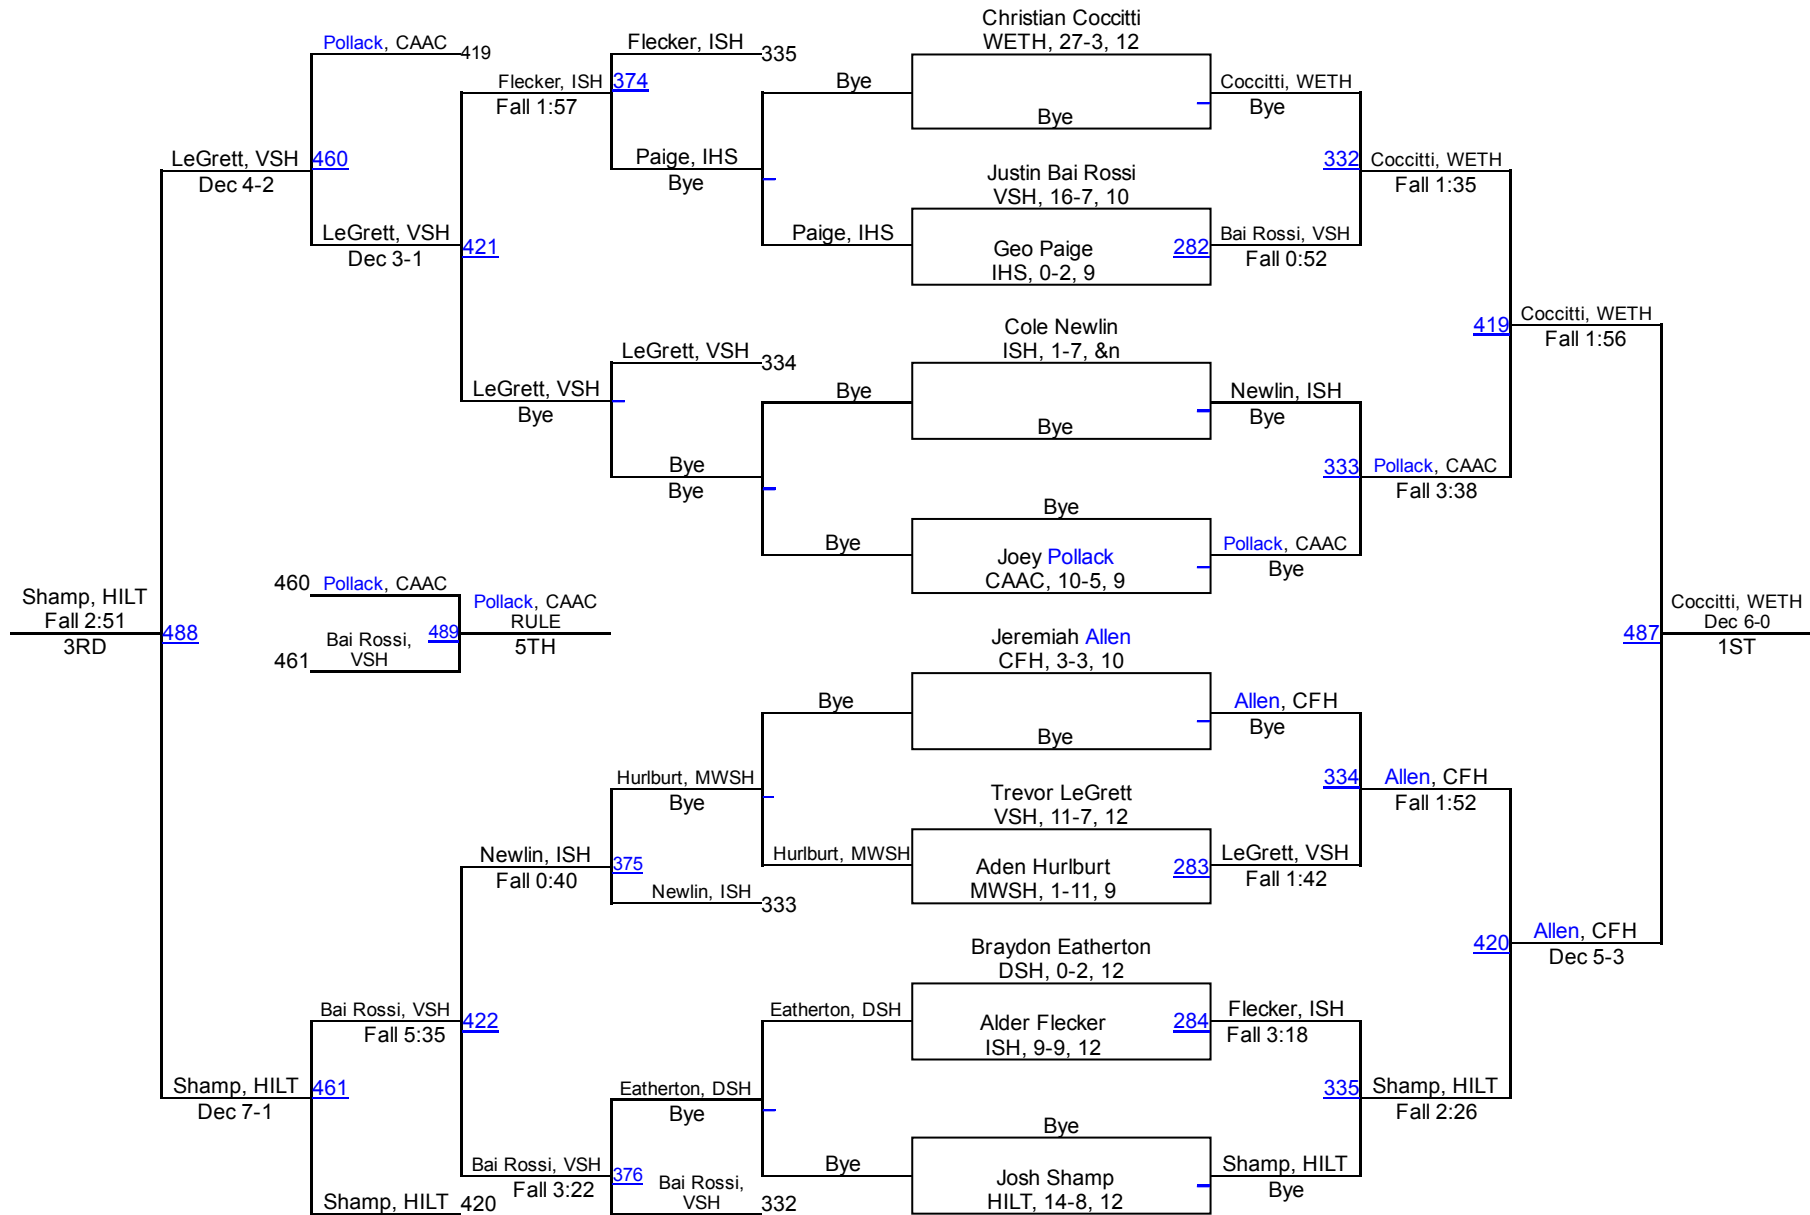 Christian Coccitti
WETH, 27-3, 12
Pollack, CAAC
419
Flecker, ISH
335
Flecker, ISH
374
Fall 1:57
Bye
Bye
Coccitti, WETH
Bye
LeGrett, VSH
460
Dec 4-2
Paige, IHS
Bye
Justin Bai Rossi
VSH, 16-7, 10
332
Coccitti, WETH
Fall 1:35
LeGrett, VSH
421
Dec 3-1
Paige, IHS
Geo Paige
IHS, 0-2, 9
282
Bai Rossi, VSH
Fall 0:52
Cole Newlin
ISH, 1-7, &n
419
Coccitti, WETH
Fall 1:56
LeGrett, VSH
334
LeGrett, VSH
Bye
Bye
Bye
Newlin, ISH
Bye
Bye
Bye
333
Pollack, CAAC
Fall 3:38
Bye
Bye
Joey Pollack
CAAC, 10-5, 9
Pollack, CAAC
Bye
Shamp, HILT
Fall 2:51
3RD
488
460
Pollack, CAAC
461
Bai Rossi,
VSH
489
Pollack, CAAC
RULE
5TH
487
Coccitti, WETH
Dec 6-0
1ST
Jeremiah Allen
CFH, 3-3, 10
Bye
Bye
Allen, CFH
Bye
Hurlburt, MWSH
Bye
Trevor LeGrett
VSH, 11-7, 12
334
Allen, CFH
Fall 1:52
Newlin, ISH
375
Fall 0:40
Hurlburt, MWSH
Aden Hurlburt
MWSH, 1-11, 9
283
LeGrett, VSH
Fall 1:42
Newlin, ISH
333
Braydon Eatherton
DSH, 0-2, 12
420
Allen, CFH
Dec 5-3
Bai Rossi, VSH
422
Fall 5:35
Eatherton, DSH
Alder Flecker
ISH, 9-9, 12
284
Flecker, ISH
Fall 3:18
Shamp, HILT
461
Dec 7-1
Eatherton, DSH
Bye
Bye
335
Shamp, HILT
Fall 2:26
Bai Rossi, VSH
376
Fall 3:22
Bye
Josh Shamp
HILT, 14-8, 12
Shamp, HILT
Bye
Shamp, HILT
420
Bai Rossi,
VSH
332